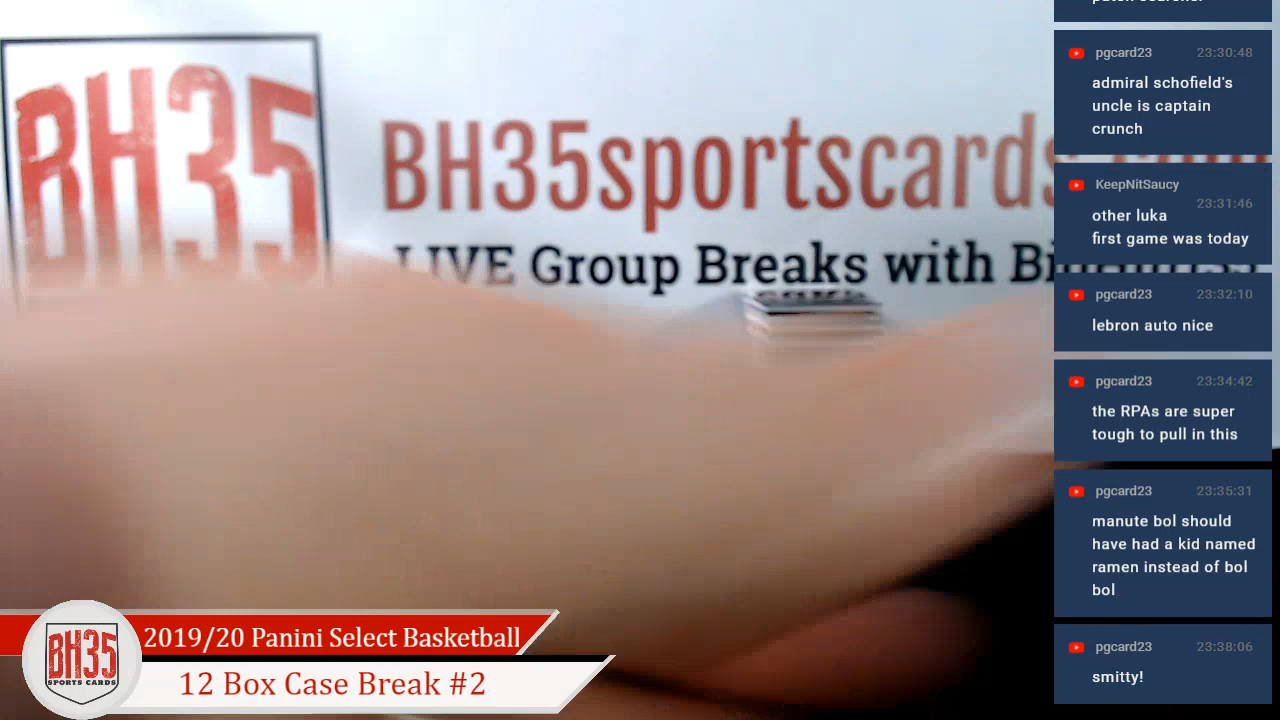 BH35
BH35sportscards
LIVE Group Breaks with
pgcard23 23:30:48
admiral schofield's
uncle is captain
crunch
KeepNitSaucy
23:31:46
other luka
first game was today
pgcard23 23:32:10
lebron auto nice
pgcard23 23:34:42
the RPAs are super
tough to pull in this
pgcard23 23:35:31
manute bol should
have had a kid named
ramen instead of bol
bol
pgcard23 23:38:06
smitty!
BH35
SPORTS CARDS
2019/20 Panini Select Basketball
12 Box Case Break #2